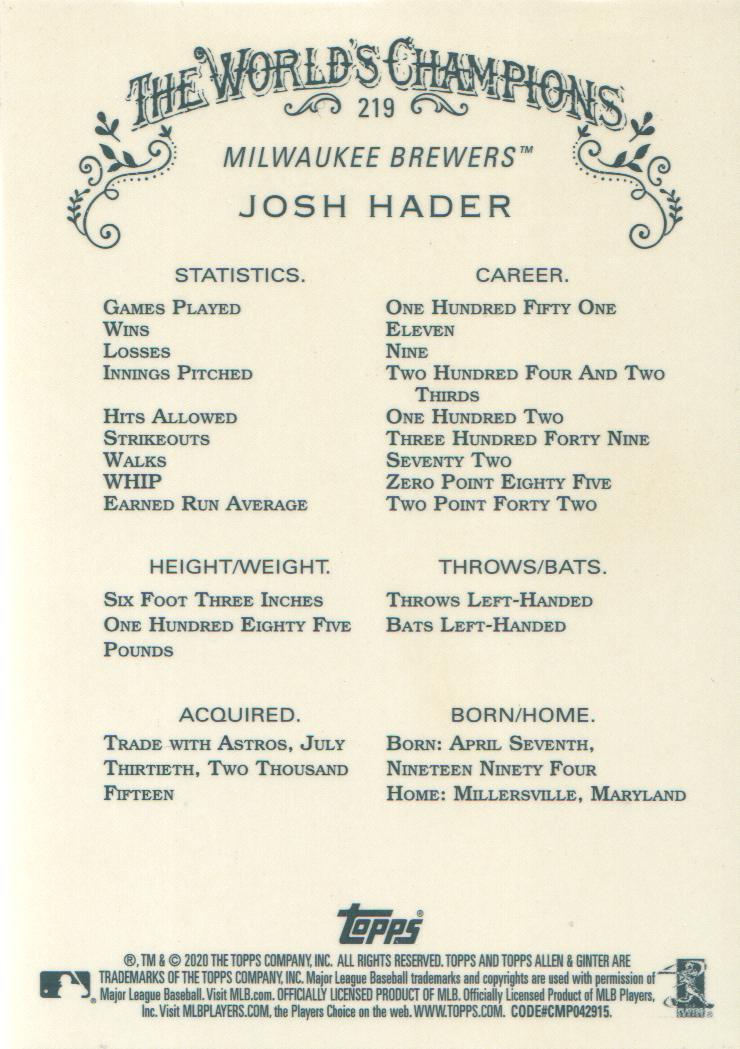 THE WORLD'S CHAMPIONS
219
MILWAUKEE BREWERS™
JOSH HADER
STATISTICS. CAREER.
GAMES PLAYED ONE HUNDRED FIFTY ONE
WINS ELEVEN
LOSSES NINE
INNINGS PITCHED TWO HUNDRED FOUR AND TWO
THIRDS
HITS ALLOWED ONE HUNDRED TWO
STRIKEOUTS THREE HUNDRED FORTY NINE
WALKS SEVENTY TWO
WHIP ZERO POINT EIGHTY FIVE
EARNED RUN AVERAGE TWO POINT FORTY TWO
HEIGHT/WEIGHT.
SIX FOOT THREE INCHES
ONE HUNDRED EIGHTY FIVE
POUNDS
THROWS/BATS.
THROWS LEFT-HANDED
BATS LEFT-HANDED
ACQUIRED.
TRADE WITH ASTROS, JULY
THIRTIETH, TWO THOUSAND
FIFTEEN
BORN/HOME.
BORN: APRIL SEVENTH,
NINETEEN NINETY FOUR
HOME: MILLERSVILLE, MARYLAND
topps®
®, TM & © 2020 THE TOPPS COMPANY, INC. ALL RIGHTS RESERVED. TOPPS AND TOPPS ALLEN & GINTER ARE
TRADEMARKS OF THE TOPPS COMPANY, INC. Major League Baseball trademarks and copyrights are used with permission of
Major League Baseball. Visit MLB.com. OFFICIALLY LICENSED PRODUCT OF MLB. Officially Licensed Product of MLB Players,
Inc. Visit MLBPLAYERS.COM, the Players Choice on the web. WWW.TOPPS.COM. CODE#CMP042915.